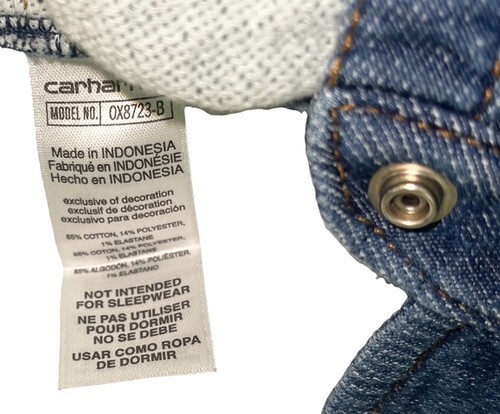 carhar
MODEL NO. OX8723-B
Made in INDONESIA
Fabriqué en INDONÉSIE
Hecho en INDONESIA
exclusive of decoration
exclusif de décoration
exclusivo para decoración
85% COTTON, 14% POLYESTER,
1% ELASTANE
85% COTON, 14% POLYESTER,
1% ÉLASTHANNE
85% ALGODÓN, 14% POLIÉSTER,
1% ELASTANO
NOT INTENDED
FOR SLEEPWEAR
NE PAS UTILISER
POUR DORMIR
NO SE DEBE
USAR COMO ROPA
DE DORMIR